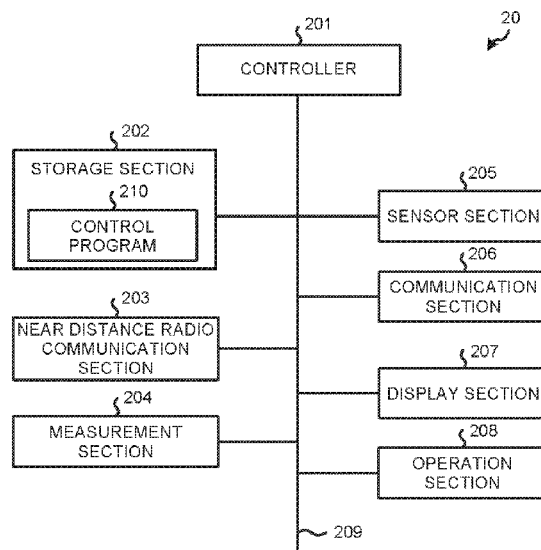 201
20
CONTROLLER
202
STORAGE SECTION
210
CONTROL
PROGRAM
205
SENSOR SECTION
206
COMMUNICATION
SECTION
203
NEAR DISTANCE RADIO
COMMUNICATION
SECTION
207
DISPLAY SECTION
204
MEASUREMENT
SECTION
208
OPERATION
SECTION
209